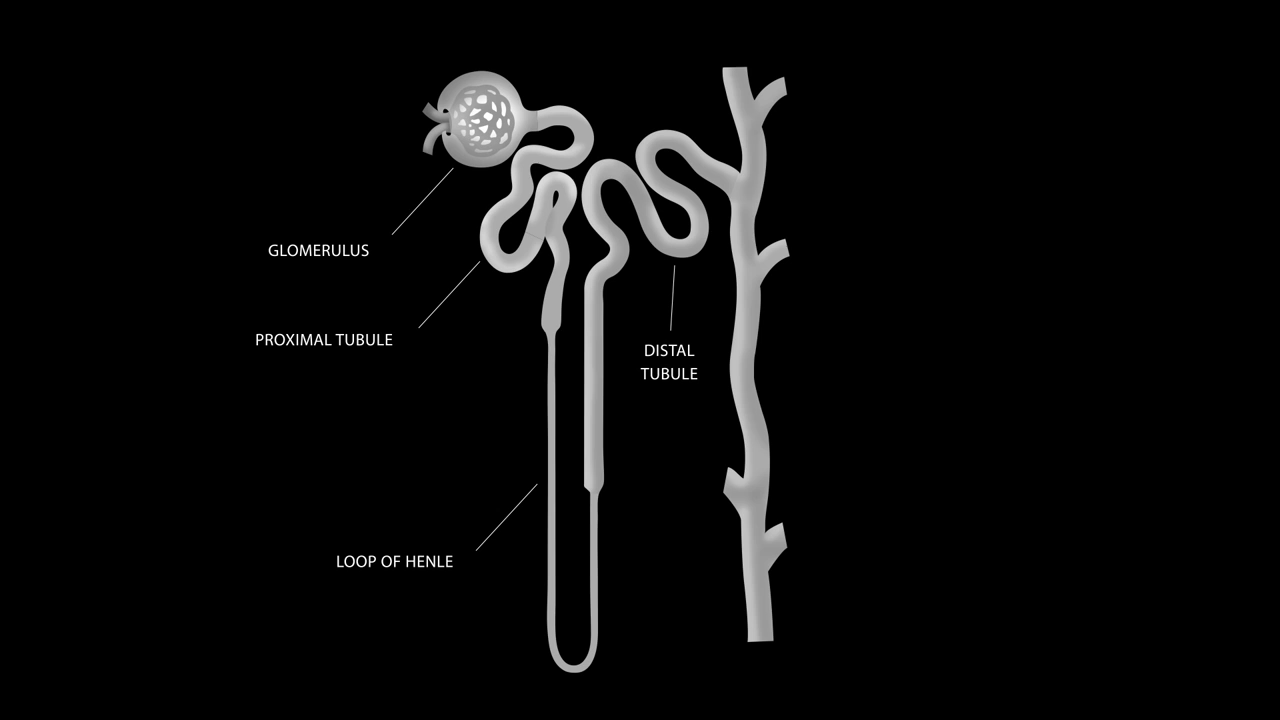 GLOMERULUS
PROXIMAL TUBULE
DISTAL
TUBULE
LOOP OF HENLE